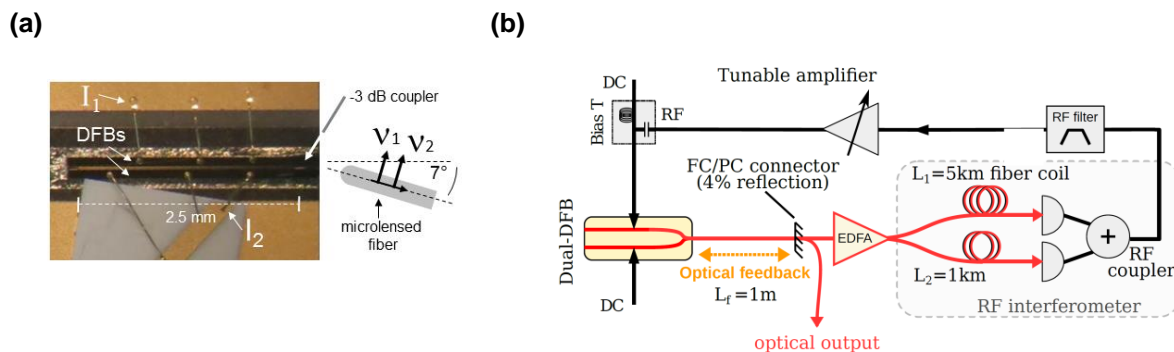 (a)
I₁
DFBs
2.5 mm
I₂
-3 dB coupler
ν₁
ν₂
7°
microlensed
fiber
(b)
DC
Bias T
RF
Tunable amplifier
RF filter
FC/PC connector
(4% reflection)
L₁=5km fiber coil
Dual-DFB
EDFA
+
RF
coupler
Optical feedback
L_f=1m
L₂=1km
DC
RF interferometer
optical output